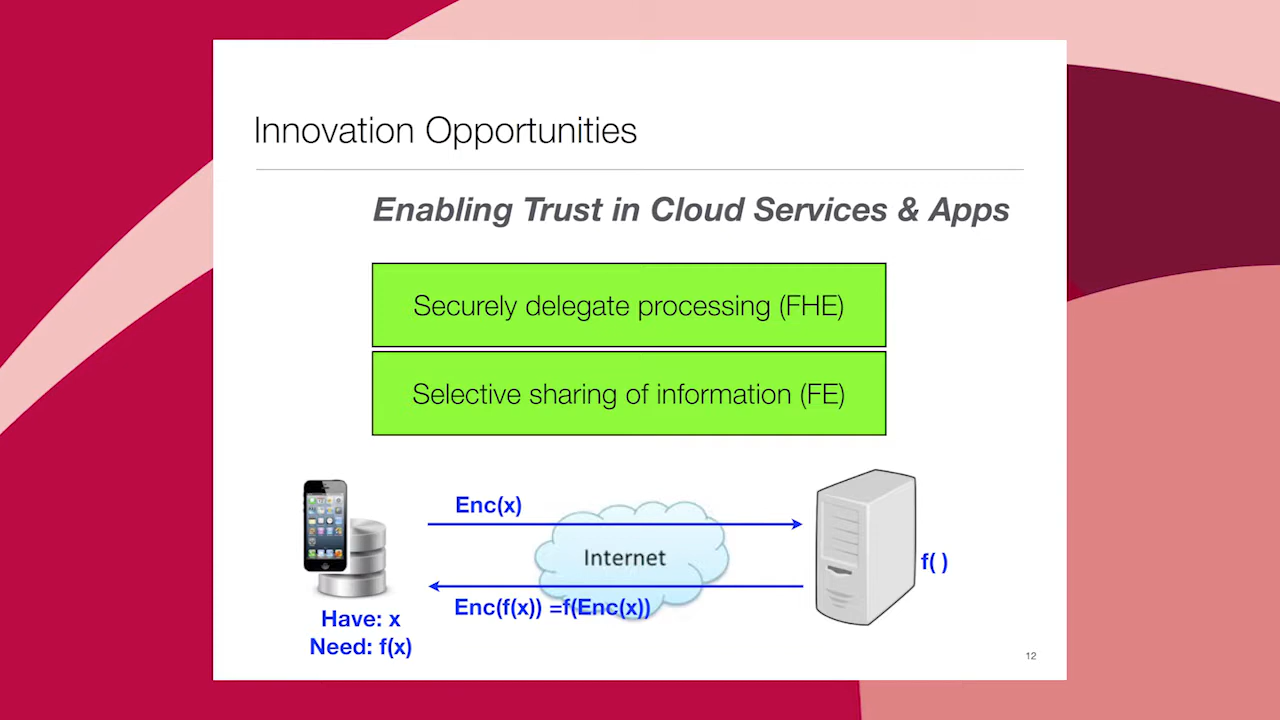 Innovation Opportunities
Enabling Trust in Cloud Services & Apps
Securely delegate processing (FHE)
Selective sharing of information (FE)
Enc(x)
Internet
f( )
Enc(f(x)) =f(Enc(x))
Have: x
Need: f(x)
12